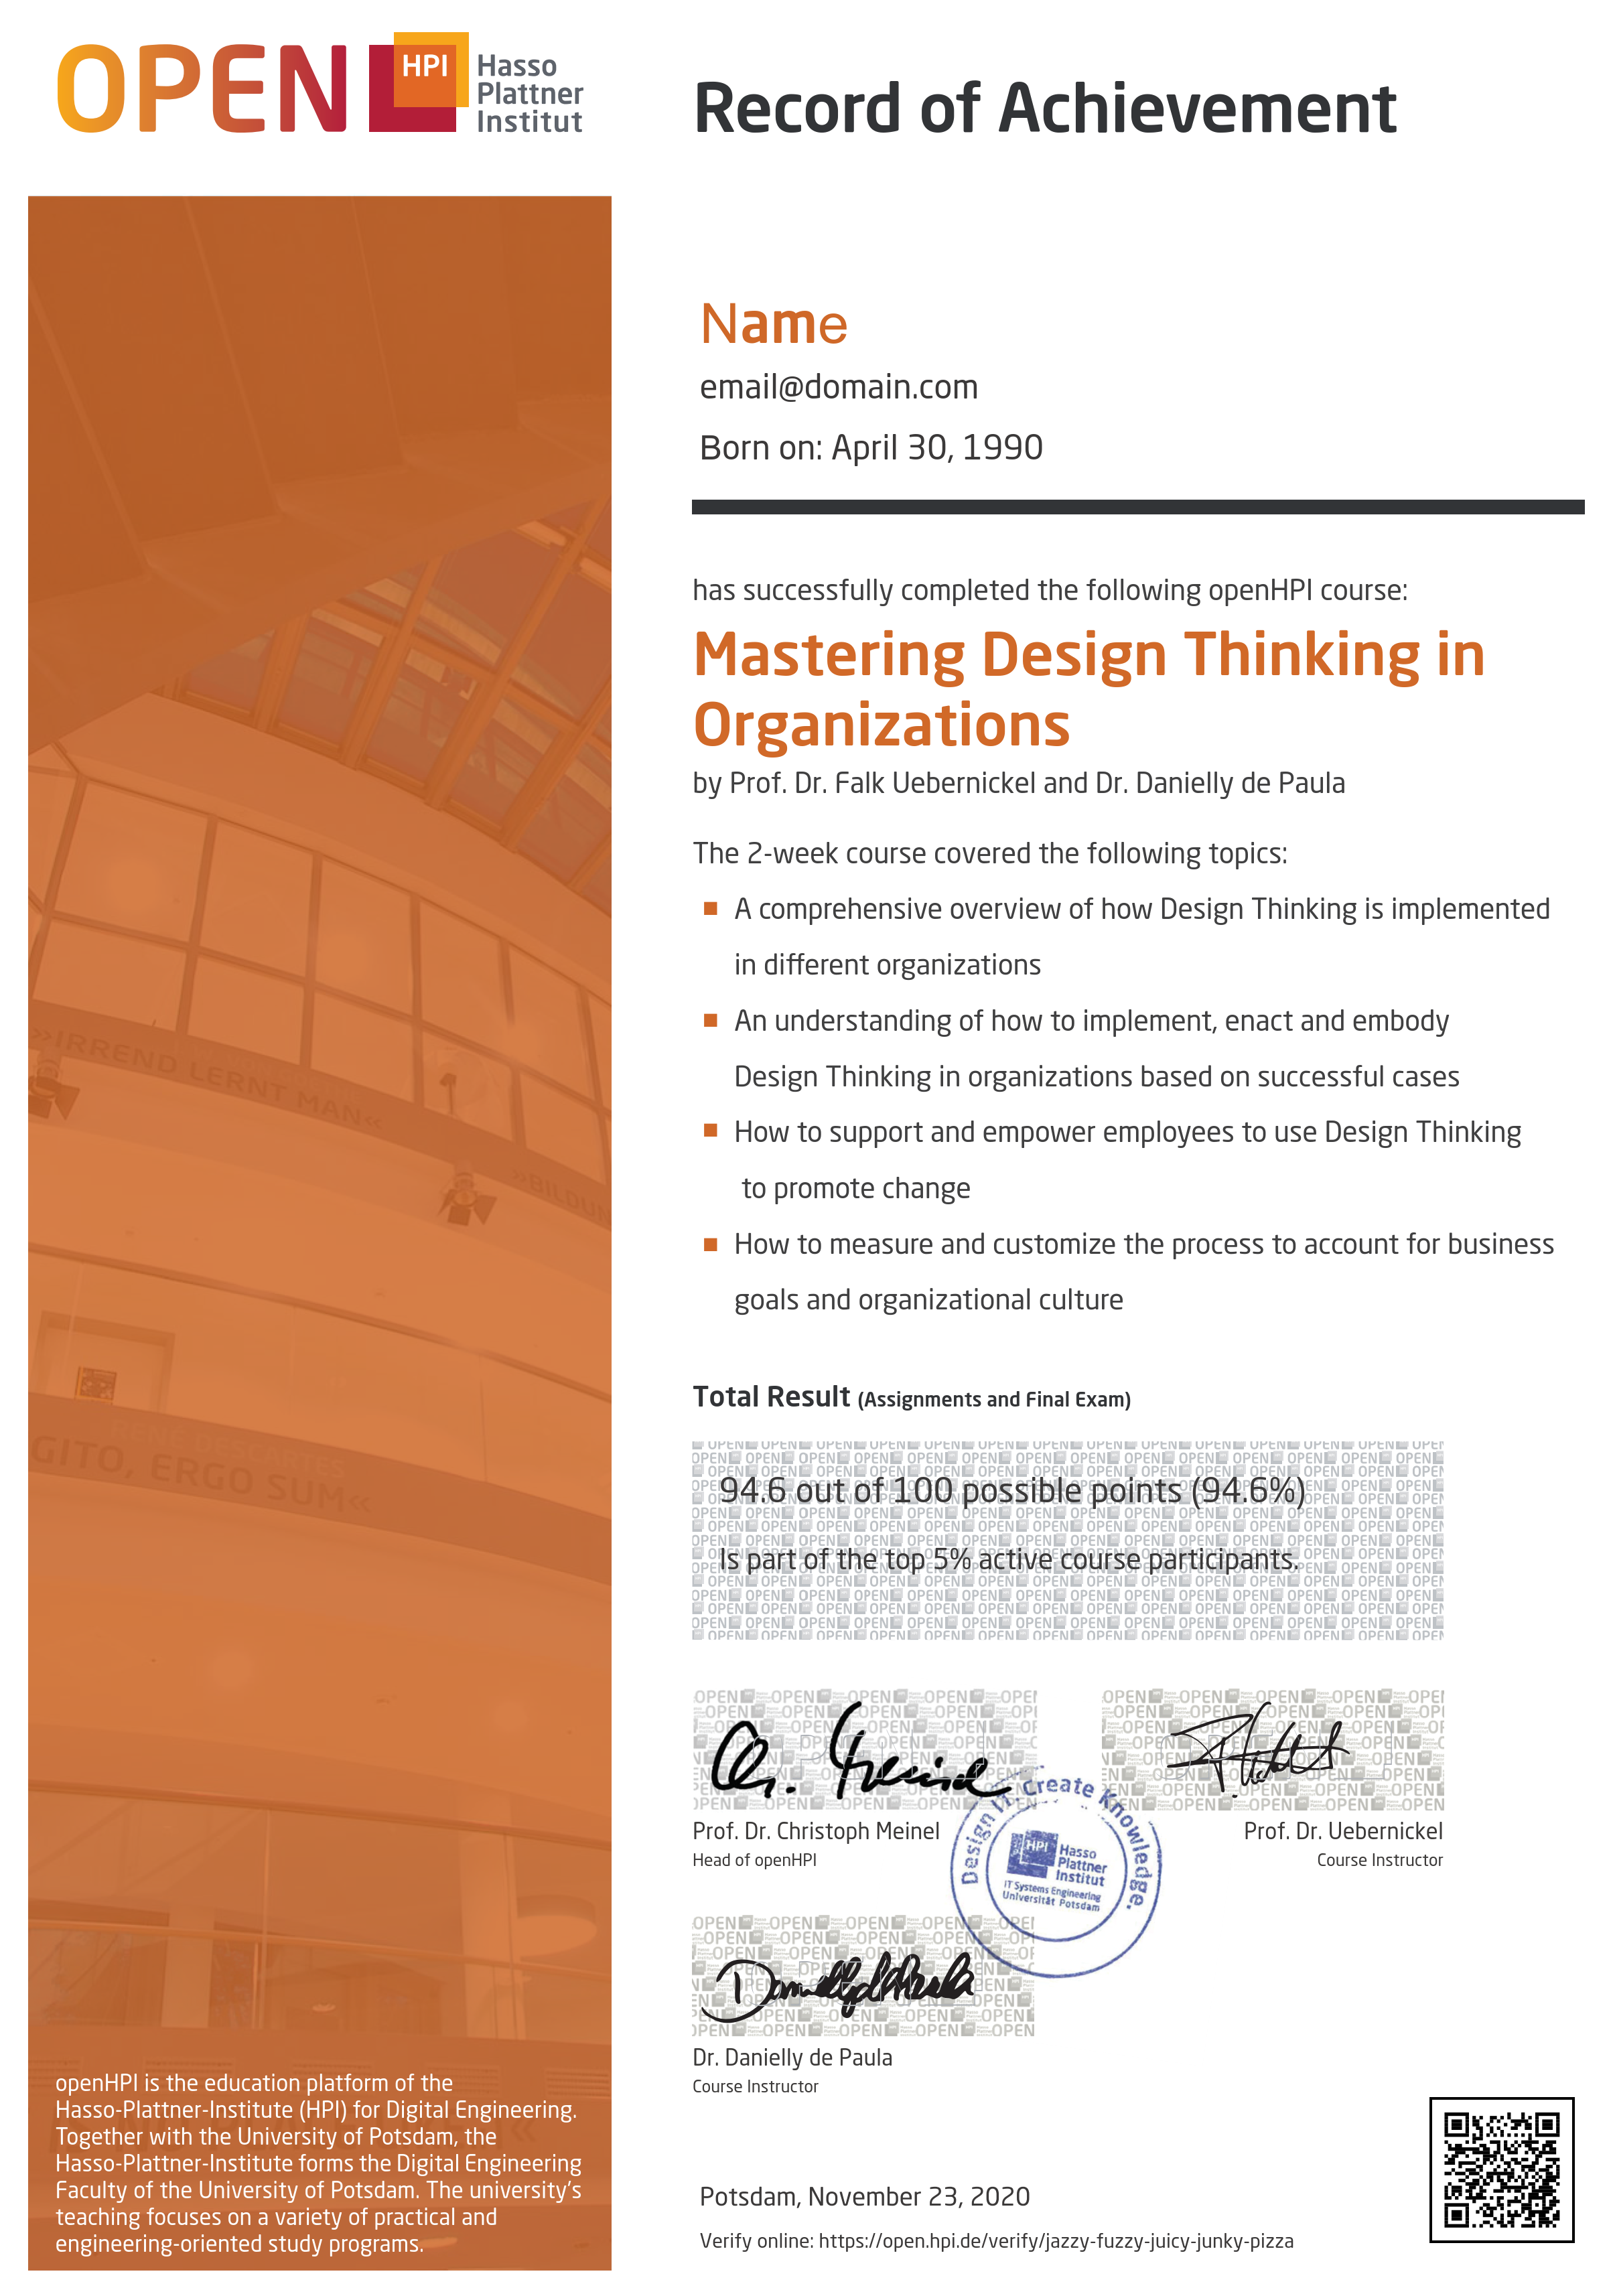 OPEN HPI Hasso
Plattner
Institut
Record of Achievement
Name
email@domain.com
Born on: April 30, 1990
has successfully completed the following openHPI course:
Mastering Design Thinking in
Organizations
by Prof. Dr. Falk Uebernickel and Dr. Danielly de Paula
The 2-week course covered the following topics:
A comprehensive overview of how Design Thinking is implemented
in different organizations
An understanding of how to implement, enact and embody
Design Thinking in organizations based on successful cases
How to support and empower employees to use Design Thinking
to promote change
How to measure and customize the process to account for business
goals and organizational culture
Total Result (Assignments and Final Exam)
94.6 out of 100 possible points (94.6%)
Is part of the top 5% active course participants.
Prof. Dr. Christoph Meinel
Head of openHPI
Prof. Dr. Uebernickel
Course Instructor
Design IT. Create Knowledge.
HPI Hasso
Plattner
Institut
IT Systems Engineering
Universität Potsdam
Dr. Danielly de Paula
Course Instructor
Potsdam, November 23, 2020
Verify online: https://open.hpi.de/verify/jazzy-fuzzy-juicy-junky-pizza
»IRREND LERNT MAN«
»BILDUN
RENÉ DESCARTES
GITO, ERGO SUM«
openHPI is the education platform of the
Hasso-Plattner-Institute (HPI) for Digital Engineering.
Together with the University of Potsdam, the
Hasso-Plattner-Institute forms the Digital Engineering
Faculty of the University of Potsdam. The university's
teaching focuses on a variety of practical and
engineering-oriented study programs.